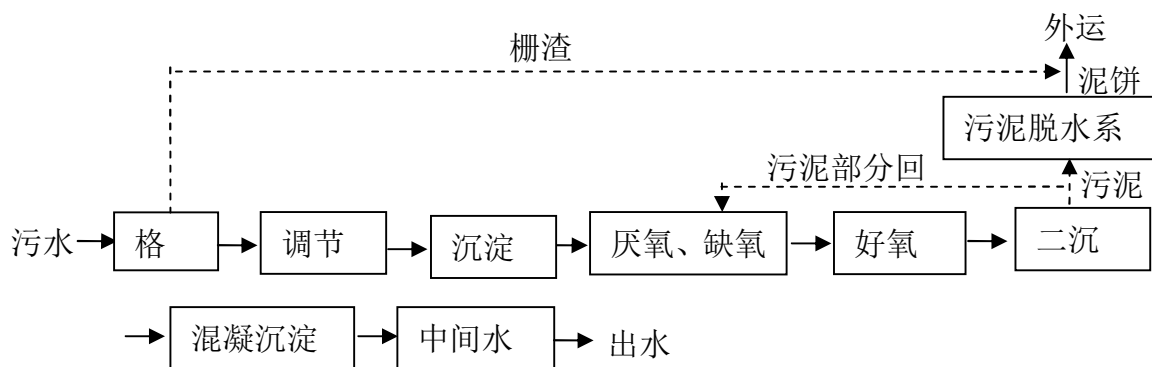 外运
栅渣
泥饼
污泥脱水系
污泥部分回
污泥
污水
格
调节
沉淀
厌氧、缺氧
好氧
二沉
混凝沉淀
中间水
出水